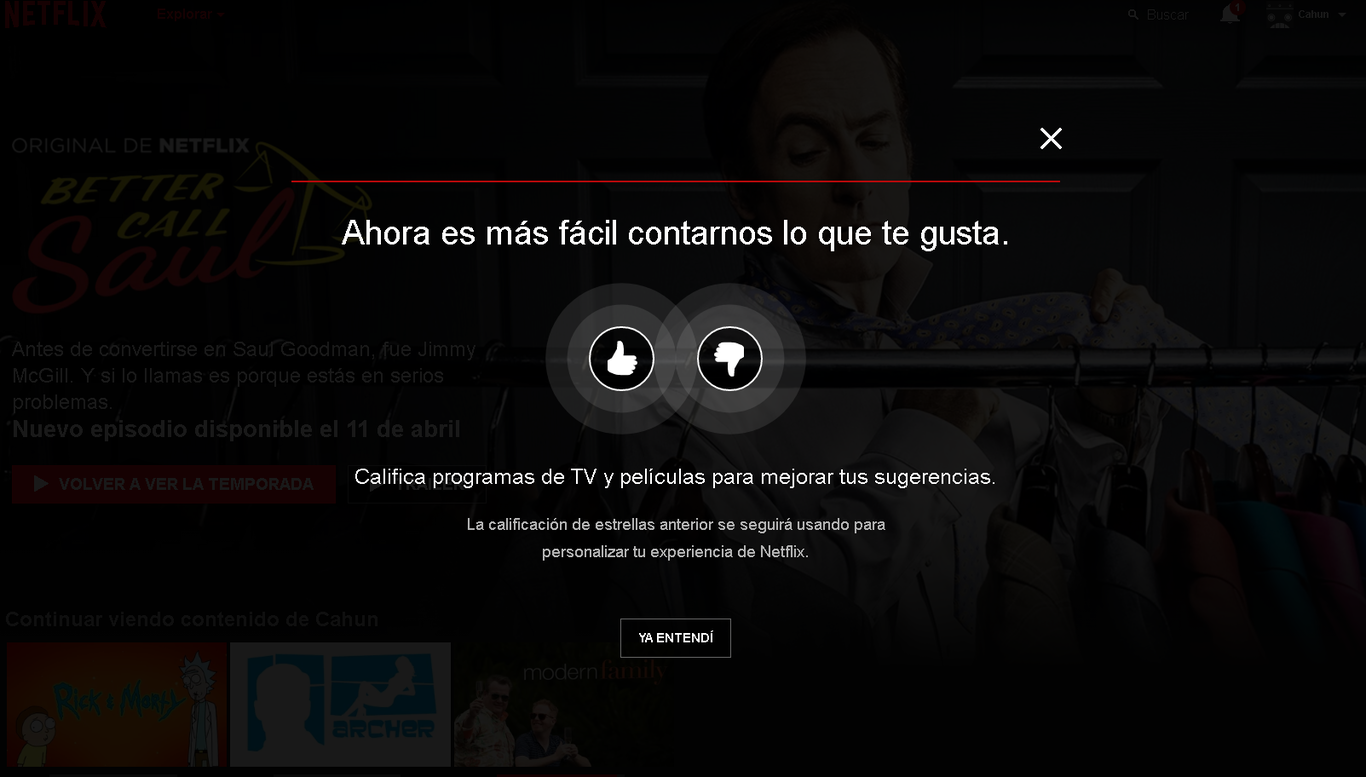 NETFLIX
Explorar
Buscar
1
Cahun
ORIGINAL DE NETFLIX
BETTER
CALL
Saul
Ahora es más fácil contarnos lo que te gusta.
Antes de convertirse en Saul Goodman, fue Jimmy
McGill. Y si lo llamas es porque estás en serios
problemas.
Nuevo episodio disponible el 11 de abril
VOLVER A VER LA TEMPORADA
Califica programas de TV y películas para mejorar tus sugerencias.
La calificación de estrellas anterior se seguirá usando para
personalizar tu experiencia de Netflix.
YA ENTENDÍ
Continuar viendo contenido de Cahun
Rick & Morty
ARCHER
modern family